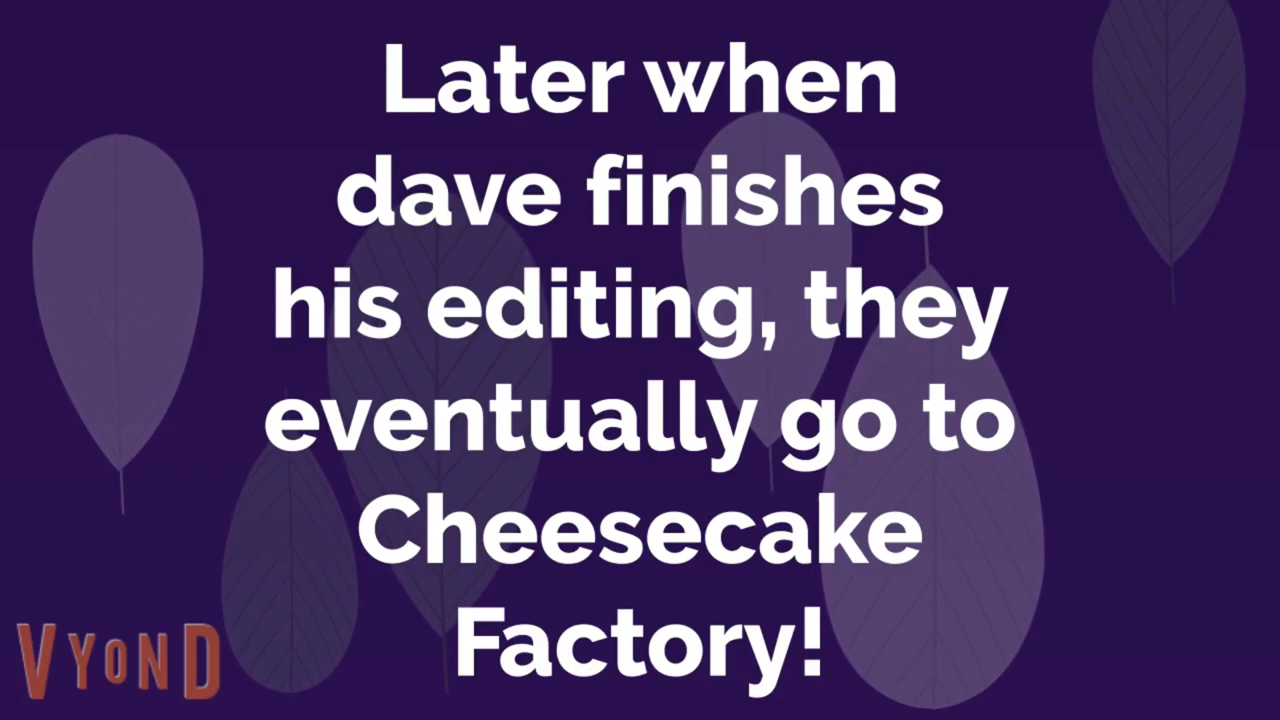 Later when
dave finishes
his editing, they
eventually go to
Cheesecake
Factory!
VYOND